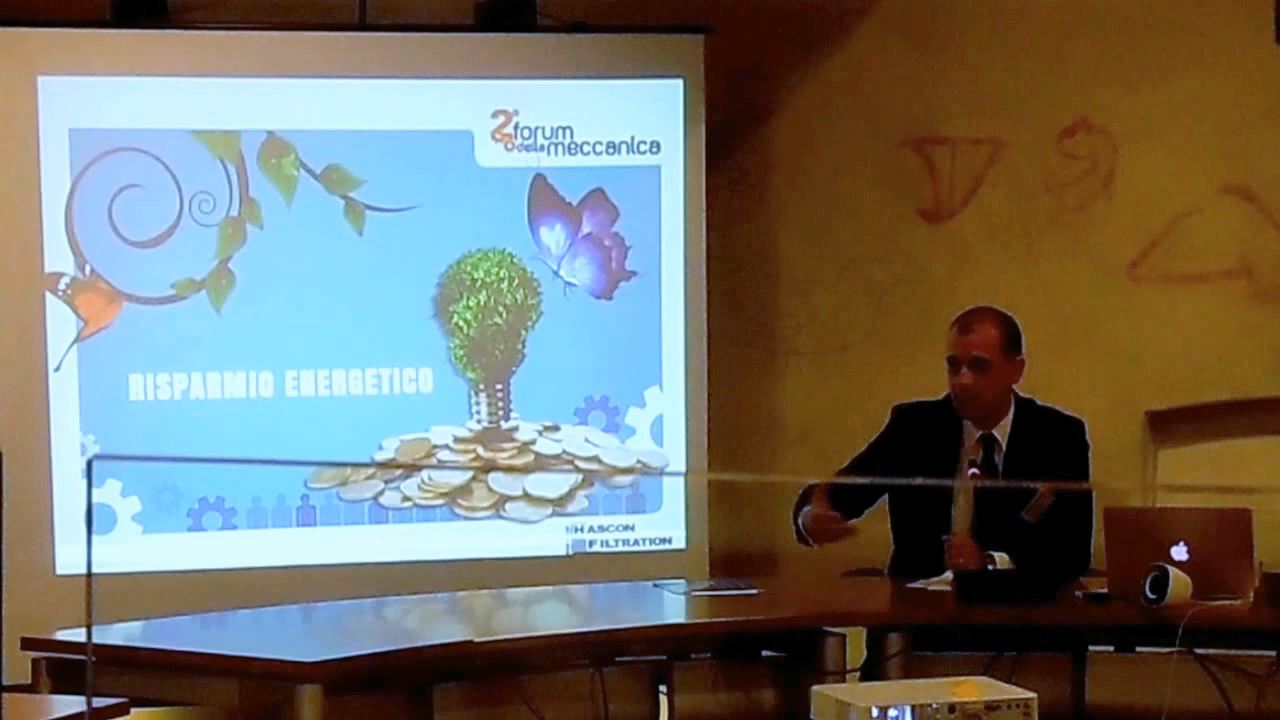 2° forum
della meccanica
RISPARMIO ENERGETICO
HASCON
FILTRATION